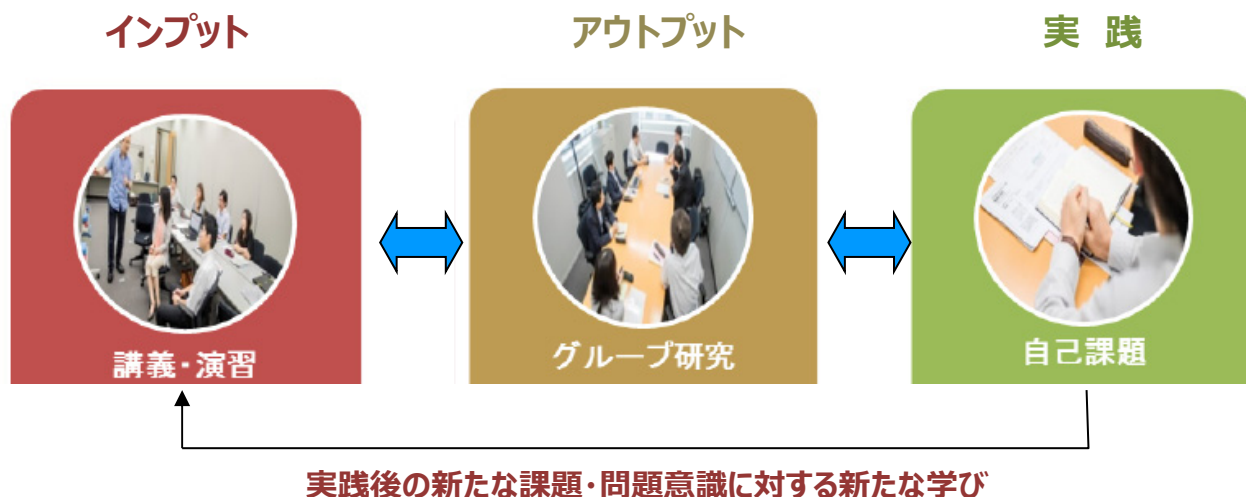 インプット
アウトプット
実 践
講義・演習
グループ研究
自己課題
実践後の新たな課題・問題意識に対する新たな学び